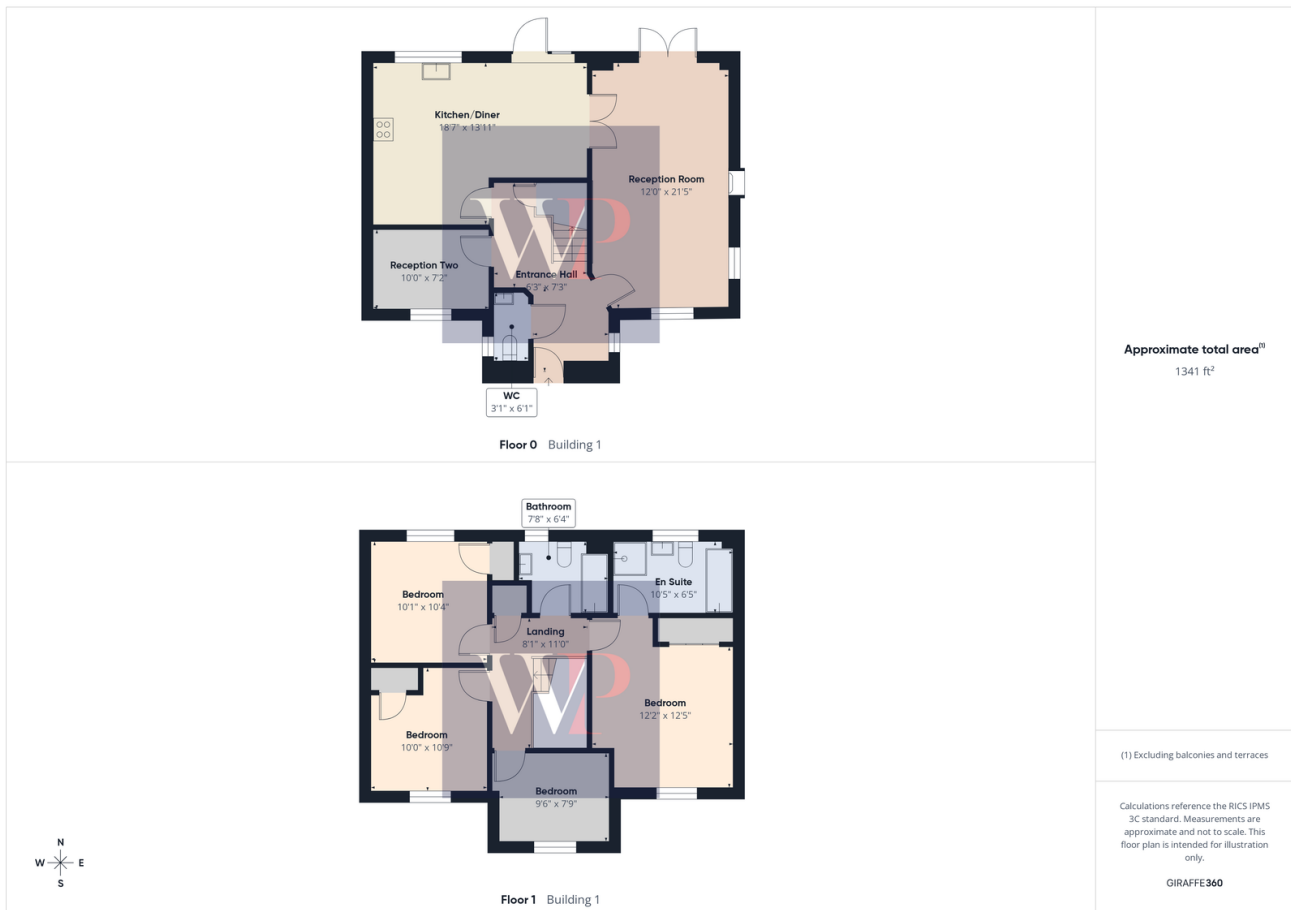 Kitchen/Diner
18'7" x 13'11"
Reception Room
12'0" x 21'5"
Reception Two
10'0" x 7'2"
Entrance Hall
6'3" x 7'3"
WC
3'1" x 6'1"
Floor 0 Building 1
WP
Bathroom
7'8" x 6'4"
En Suite
10'5" x 6'5"
Bedroom
10'1" x 10'4"
Landing
8'1" x 11'0"
Bedroom
12'2" x 12'5"
Bedroom
10'0" x 10'9"
Bedroom
9'6" x 7'9"
WP
N
W E
S
Floor 1 Building 1
Approximate total area(1)
1341 ft²
(1) Excluding balconies and terraces
Calculations reference the RICS IPMS
3C standard. Measurements are
approximate and not to scale. This
floor plan is intended for illustration
only.
GIRAFFE360